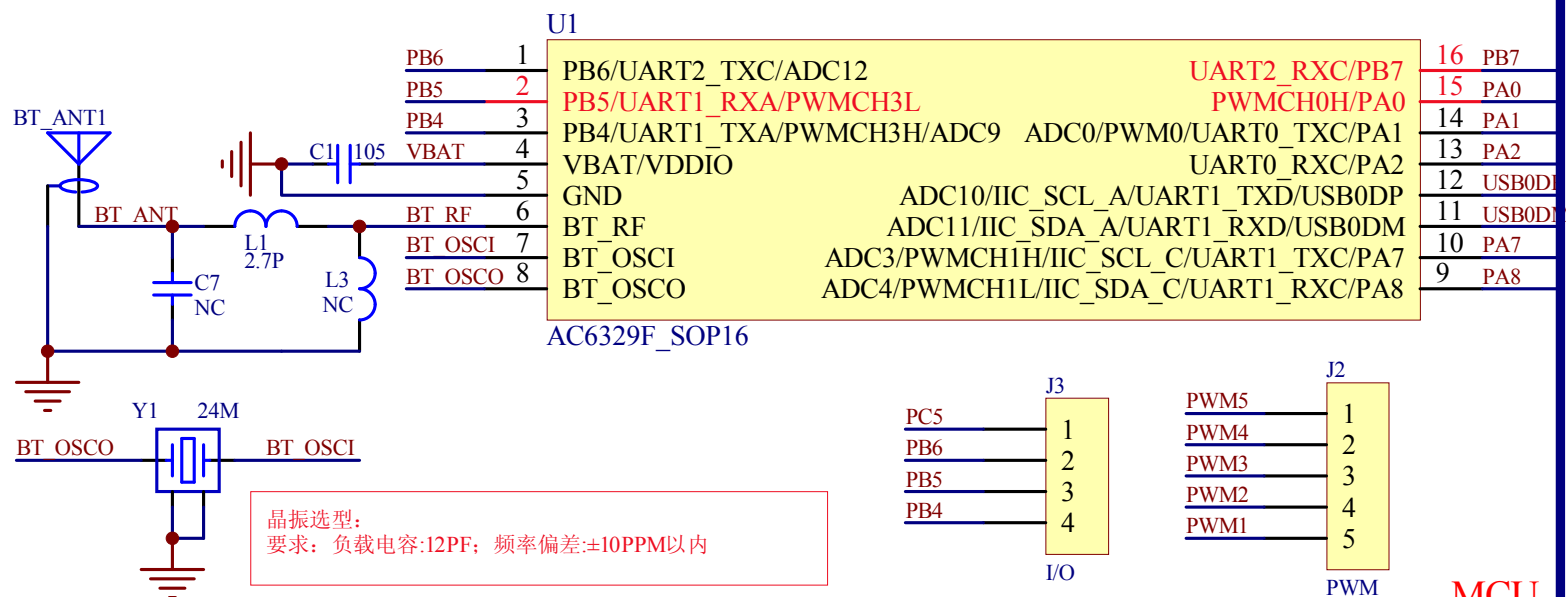 U1
PB6 1 PB6/UART2_TXC/ADC12 UART2_RXC/PB7 16 PB7
PB5 2 PB5/UART1_RXA/PWMCH3L PWMCH0H/PA0 15 PA0
PB4 3 PB4/UART1_TXA/PWMCH3H/ADC9 ADC0/PWM0/UART0_TXC/PA1 14 PA1
C1 105 VBAT 4 VBAT/VDDIO UART0_RXC/PA2 13 PA2
5 GND ADC10/IIC_SCL_A/UART1_TXD/USB0DP 12
BT_RF 6 BT_RF ADC11/IIC_SDA_A/UART1_RXD/USB0DM 11
BT_OSCI 7 BT_OSCI ADC3/PWMCH1H/IIC_SCL_C/UART1_TXC/PA7 10 PA7
BT_OSCO 8 BT_OSCO ADC4/PWMCH1L/IIC_SDA_C/UART1_RXC/PA8 9 PA8
AC6329F_SOP16
BT_ANT1
BT_ANT
L1
2.7P
C7
NC
L3
NC
Y1 24M
BT_OSCO BT_OSCI
晶振选型：
要求：负载电容:12PF；频率偏差:±10PPM以内
J3
PC5 1
PB6 2
PB5 3
PB4 4
I/O
J2
PWM5 1
PWM4 2
PWM3 3
PWM2 4
PWM1 5
PWM
MCU